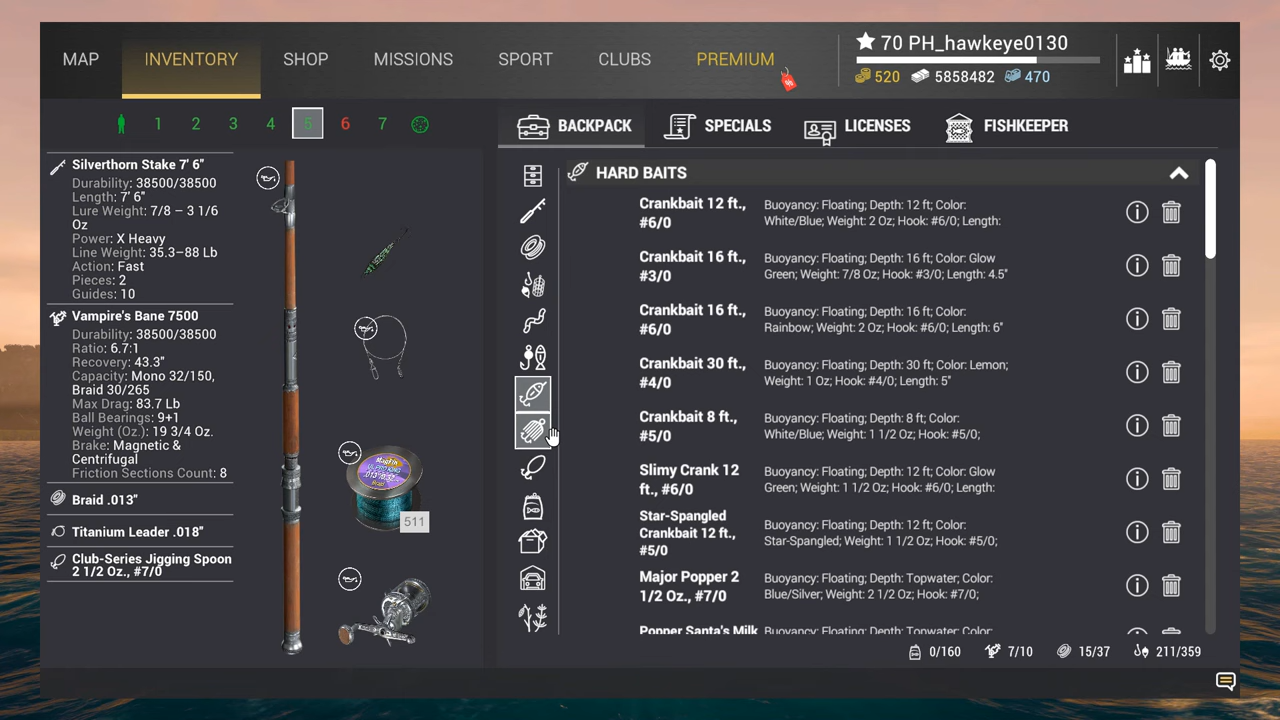 MAP
INVENTORY
SHOP
MISSIONS
SPORT
CLUBS
PREMIUM
70 PH_hawkeye0130
520
5858482
470
1
2
3
4
5
6
7
BACKPACK
SPECIALS
LICENSES
FISHKEEPER
Silverthorn Stake 7' 6"
Durability: 38500/38500
Length: 7' 6"
Lure Weight: 7/8 – 3 1/6
Oz
Power: X Heavy
Line Weight: 35.3–88 Lb
Action: Fast
Pieces: 2
Guides: 10
Vampire's Bane 7500
Durability: 38500/38500
Ratio: 6.7:1
Recovery: 43.3"
Capacity: Mono 32/150,
Braid 30/265
Max Drag: 83.7 Lb
Ball Bearings: 9+1
Weight (Oz.): 19 3/4 Oz.
Brake: Magnetic &
Centrifugal
Friction Sections Count: 8
Braid .013"
Titanium Leader .018"
Club-Series Jigging Spoon
2 1/2 Oz., #7/0
MagFin
511
HARD BAITS
Crankbait 12 ft.,
#6/0
Buoyancy: Floating; Depth: 12 ft; Color:
White/Blue; Weight: 2 Oz; Hook: #6/0; Length:
Crankbait 16 ft.,
#3/0
Buoyancy: Floating; Depth: 16 ft; Color: Glow
Green; Weight: 7/8 Oz; Hook: #3/0; Length: 4.5"
Crankbait 16 ft.,
#6/0
Buoyancy: Floating; Depth: 16 ft; Color:
Rainbow; Weight: 2 Oz; Hook: #6/0; Length: 6"
Crankbait 30 ft.,
#4/0
Buoyancy: Floating; Depth: 30 ft; Color: Lemon;
Weight: 1 Oz; Hook: #4/0; Length: 5"
Crankbait 8 ft.,
#5/0
Buoyancy: Floating; Depth: 8 ft; Color:
White/Blue; Weight: 1 1/2 Oz; Hook: #5/0;
Slimy Crank 12
ft., #6/0
Buoyancy: Floating; Depth: 12 ft; Color: Glow
Green; Weight: 1 1/2 Oz; Hook: #6/0; Length:
Star-Spangled
Crankbait 12 ft.,
#5/0
Buoyancy: Floating; Depth: 12 ft; Color:
Star-Spangled; Weight: 1 1/2 Oz; Hook: #5/0;
Major Popper 2
1/2 Oz., #7/0
Buoyancy: Floating; Depth: Topwater; Color:
Blue/Silver; Weight: 2 1/2 Oz; Hook: #7/0;
Popper Santa's Milk
Buoyancy: Floating; Depth: Topwater; Color:
0/160
7/10
15/37
211/359